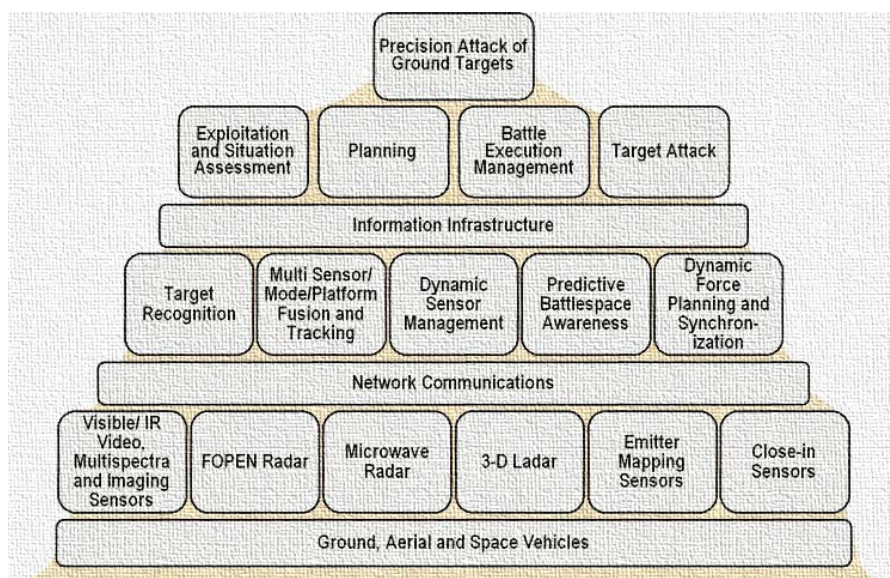 Precision Attack of
Ground Targets
Exploitation
and Situation
Assessment
Planning
Battle
Execution
Management
Target Attack
Information Infrastructure
Target
Recognition
Multi Sensor/
Mode/Platform
Fusion and
Tracking
Dynamic
Sensor
Management
Predictive
Battlespace
Awareness
Dynamic
Force
Planning and
Synchron-
ization
Network Communications
Visible/ IR
Video,
Multispectra
and Imaging
Sensors
FOPEN Radar
Microwave
Radar
3-D Ladar
Emitter
Mapping
Sensors
Close-in
Sensors
Ground, Aerial and Space Vehicles